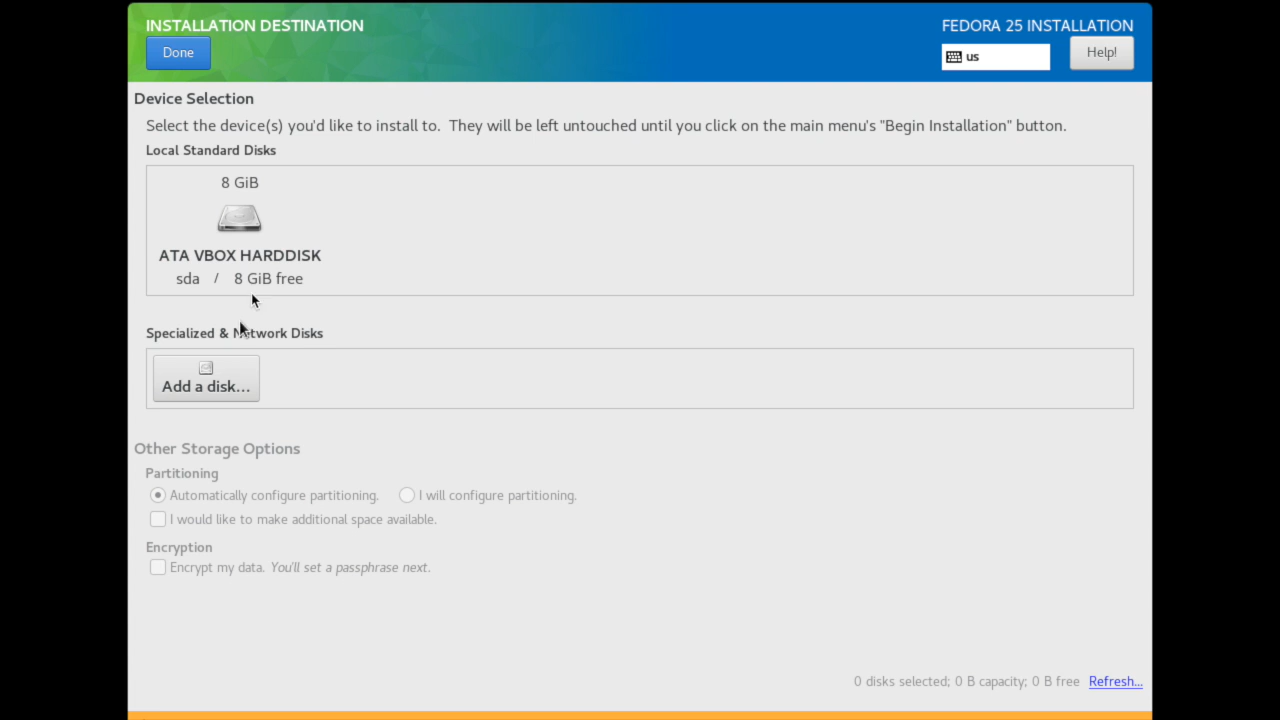 INSTALLATION DESTINATION
FEDORA 25 INSTALLATION
Done
us
Help!
Device Selection
Select the device(s) you'd like to install to.  They will be left untouched until you click on the main menu's "Begin Installation" button.
Local Standard Disks
8 GiB
ATA VBOX HARDDISK
sda / 8 GiB free
Specialized & Network Disks
Add a disk...
Other Storage Options
Partitioning
Automatically configure partitioning. I will configure partitioning.
I would like to make additional space available.
Encryption
Encrypt my data. You'll set a passphrase next.
0 disks selected; 0 B capacity; 0 B free Refresh...